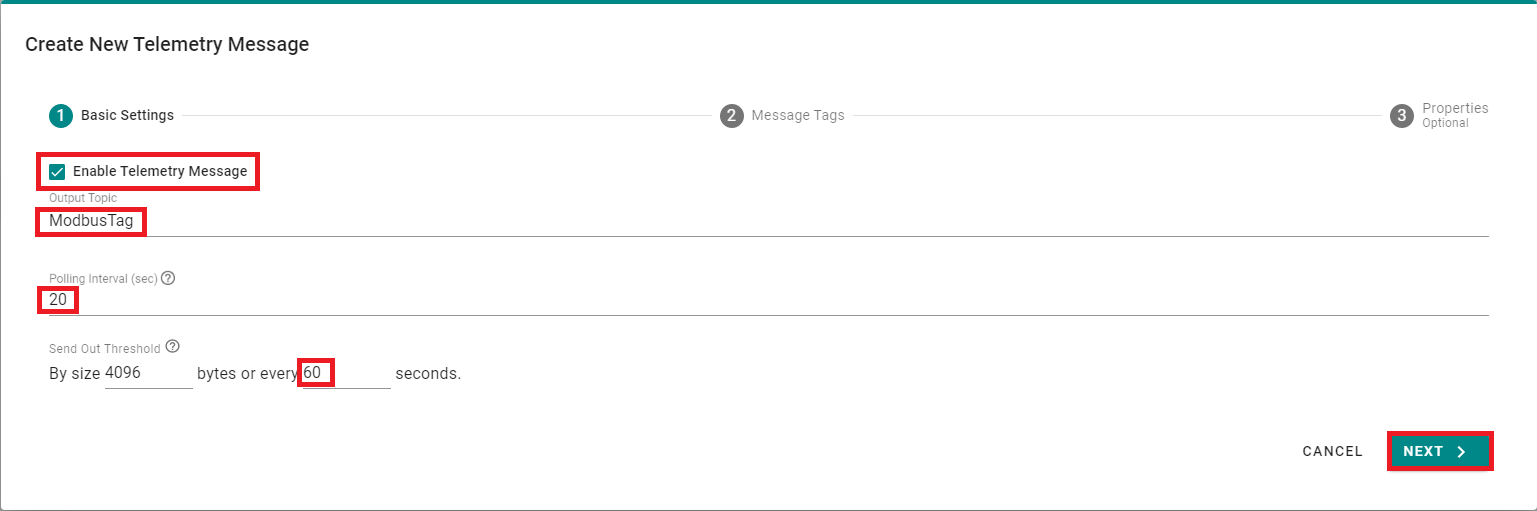 Create New Telemetry Message
1 Basic Settings 2 Message Tags 3 Properties
Optional
Enable Telemetry Message
Output Topic
ModbusTag
Polling Interval (sec) ?
20
Send Out Threshold ?
By size 4096 bytes or every 60 seconds.
CANCEL NEXT